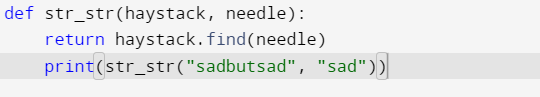 def str_str(haystack, needle):
    return haystack.find(needle)
    print(str_str("sadbutsad", "sad"))